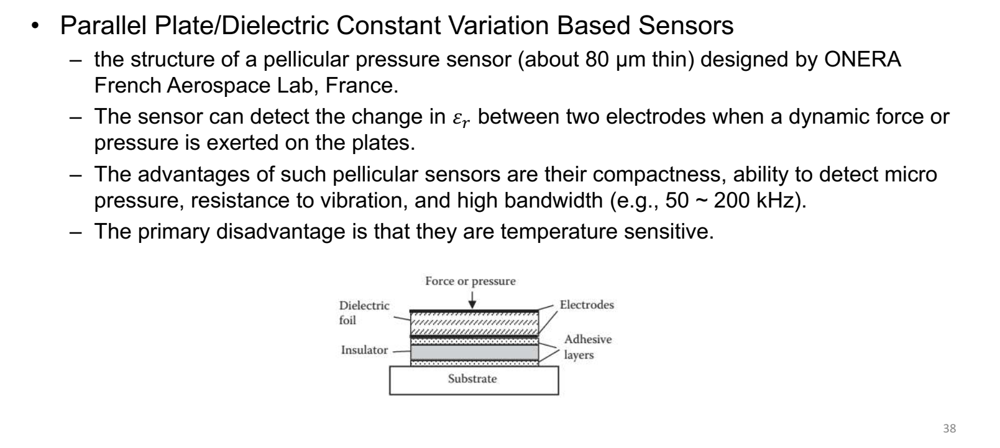 • Parallel Plate/Dielectric Constant Variation Based Sensors
– the structure of a pellicular pressure sensor (about 80 μm thin) designed by ONERA
French Aerospace Lab, France.
– The sensor can detect the change in εᵣ between two electrodes when a dynamic force or
pressure is exerted on the plates.
– The advantages of such pellicular sensors are their compactness, ability to detect micro
pressure, resistance to vibration, and high bandwidth (e.g., 50 ~ 200 kHz).
– The primary disadvantage is that they are temperature sensitive.
Force or pressure
Dielectric
foil
Electrodes
Insulator
Adhesive
layers
Substrate
38